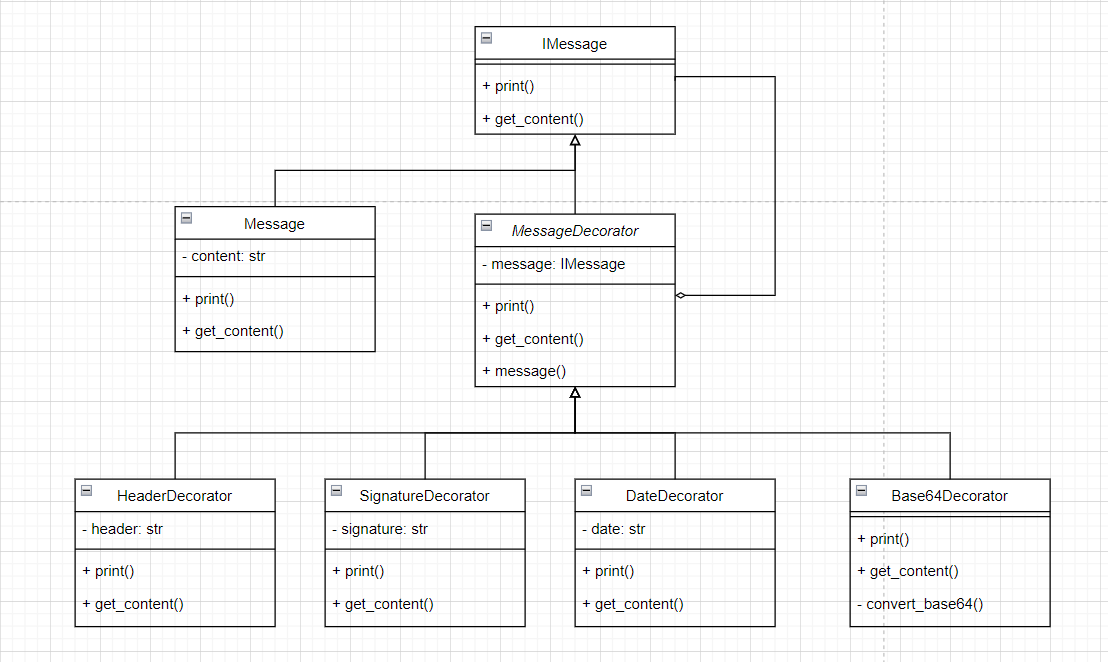 IMessage
+ print()
+ get_content()
Message
- content: str
+ print()
+ get_content()
MessageDecorator
- message: IMessage
+ print()
+ get_content()
+ message()
HeaderDecorator
- header: str
+ print()
+ get_content()
SignatureDecorator
- signature: str
+ print()
+ get_content()
DateDecorator
- date: str
+ print()
+ get_content()
Base64Decorator
+ print()
+ get_content()
- convert_base64()